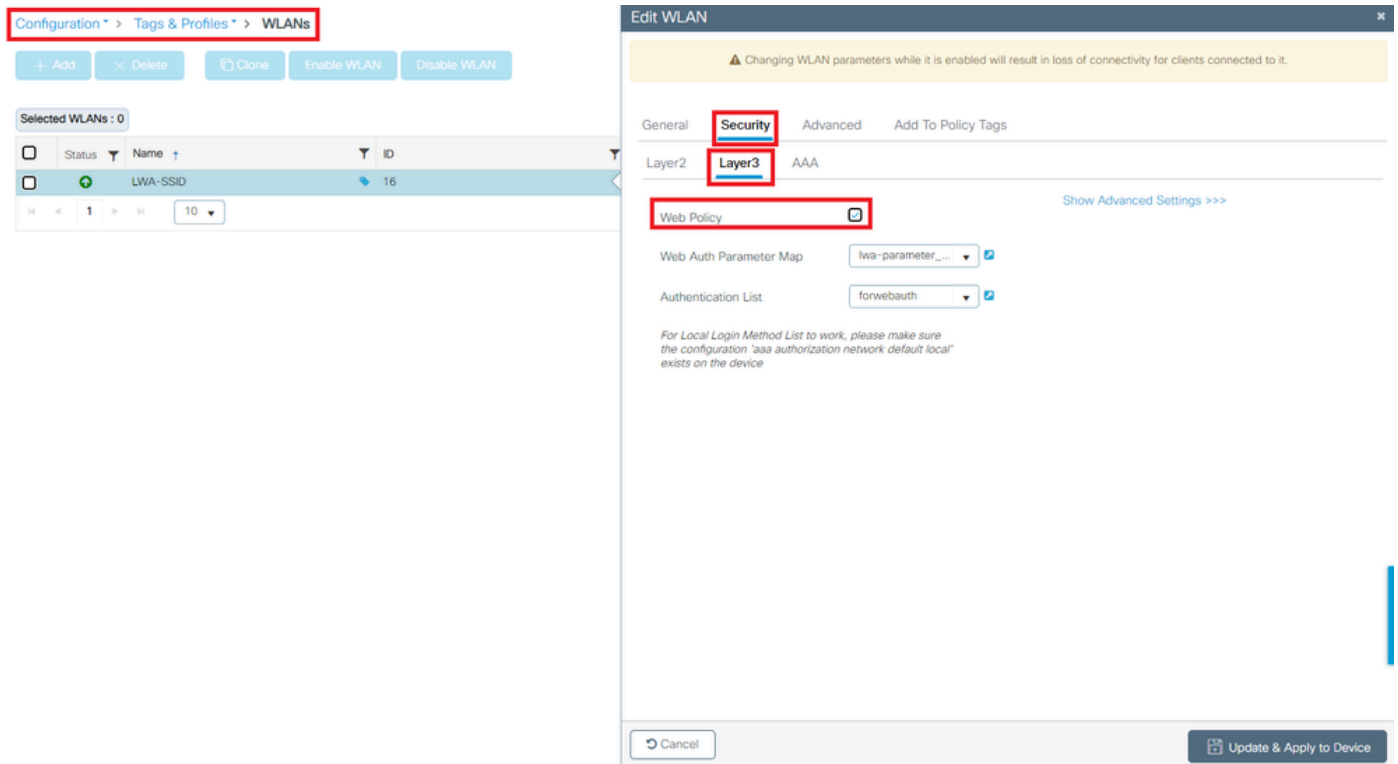 Configuration > Tags & Profiles > WLANs
+ Add
× Delete
Clone
Enable WLAN
Disable WLAN
Selected WLANs : 0
Status Name ID
LWA-SSID 16
1 10
Edit WLAN
Changing WLAN parameters while it is enabled will result in loss of connectivity for clients connected to it.
General Security Advanced Add To Policy Tags
Layer2 Layer3 AAA
Show Advanced Settings >>>
Web Policy
Web Auth Parameter Map lwa-parameter_...
Authentication List forwebauth
For Local Login Method List to work, please make sure
the configuration 'aaa authorization network default local'
exists on the device
Cancel
Update & Apply to Device